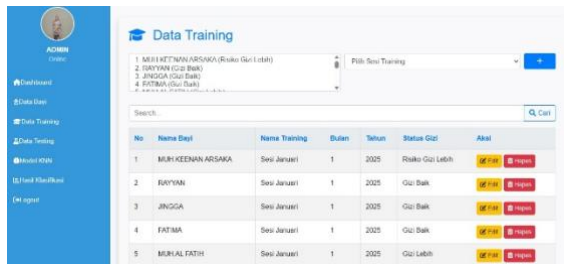 Data Training
ADMIN
Online
Dashboard
Data Bayi
Data Training
Data Testing
Model KNN
Hasil Klasifikasi
Logout
1. MUH.KEENAN ARSAKA (Risiko Gizi Lebih)
2. RAYYAN (Gizi Baik)
3. JINGGA (Gizi Baik)
4. FATIMA (Gizi Baik)
Pilih Sesi Training
+
Search...
Cari
No Nama Bayi Nama Training Bulan Tahun Status Gizi Aksi
1 MUH.KEENAN ARSAKA Sesi Januari 1 2025 Risiko Gizi Lebih Edit Hapus
2 RAYYAN Sesi Januari 1 2025 Gizi Baik Edit Hapus
3 JINGGA Sesi Januari 1 2025 Gizi Baik Edit Hapus
4 FATIMA Sesi Januari 1 2025 Gizi Baik Edit Hapus
5 MUH.AL FATIH Sesi Januari 1 2025 Gizi Lebih Edit Hapus